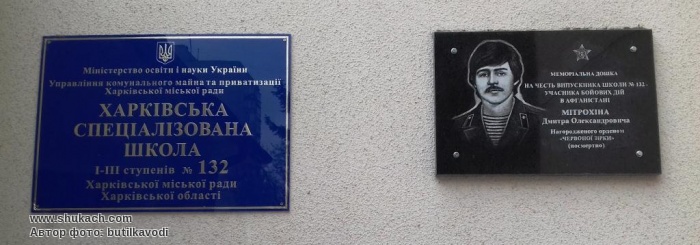 Міністерство освіти і науки України
Управління комунального майна та приватизації
Харківської міської ради
ХАРКІВСЬКА
СПЕЦІАЛІЗОВАНА
ШКОЛА
І-ІІІ ступенів № 132
Харківської міської ради
Харківської області
МЕМОРІАЛЬНА ДОШКА
НА ЧЕСТЬ ВИПУСКНИКА ШКОЛИ № 132 -
УЧАСНИКА БОЙОВИХ ДІЙ
В АФГАНІСТАНІ
МІТРОХІНА
Дмитра Олександровича
Нагородженого орденом
"ЧЕРВОНОЇ ЗІРКИ"
(посмертно)
www.shukach.com
Автор фото: butilkavodi